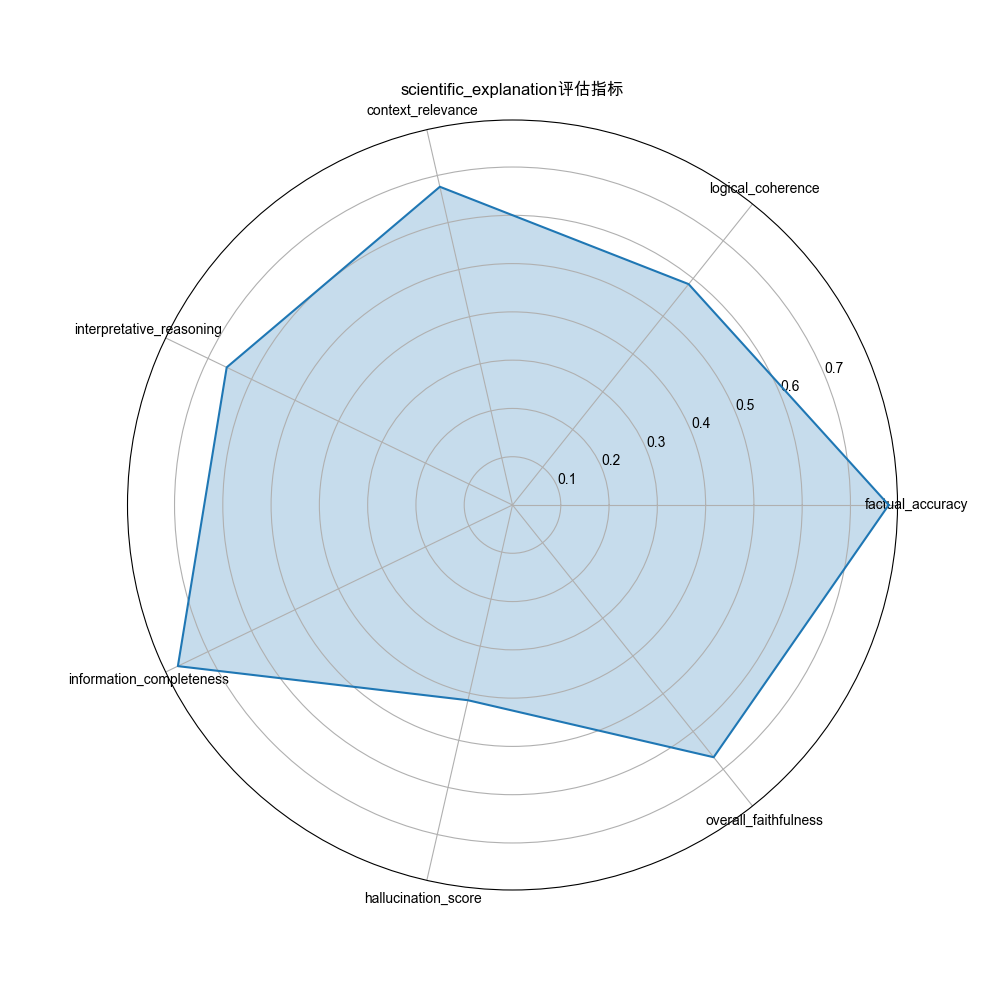 scientific_explanation评估指标
context_relevance
logical_coherence
interpretative_reasoning
0.7
0.6
0.5
0.4
0.3
0.2
0.1
factual_accuracy
information_completeness
overall_faithfulness
hallucination_score